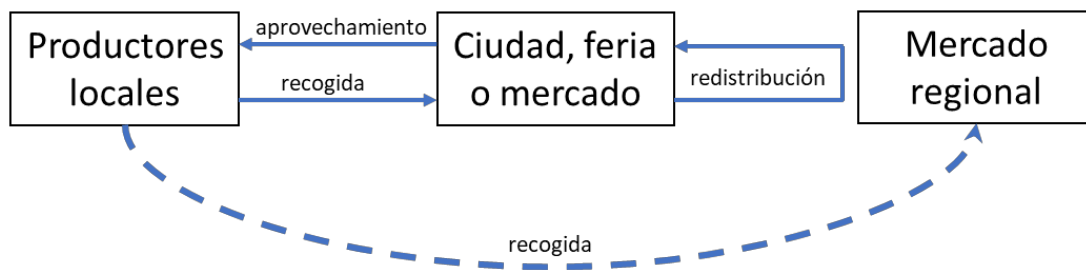 Productores
locales
aprovechamiento
recogida
Ciudad, feria
o mercado
redistribución
Mercado
regional
recogida